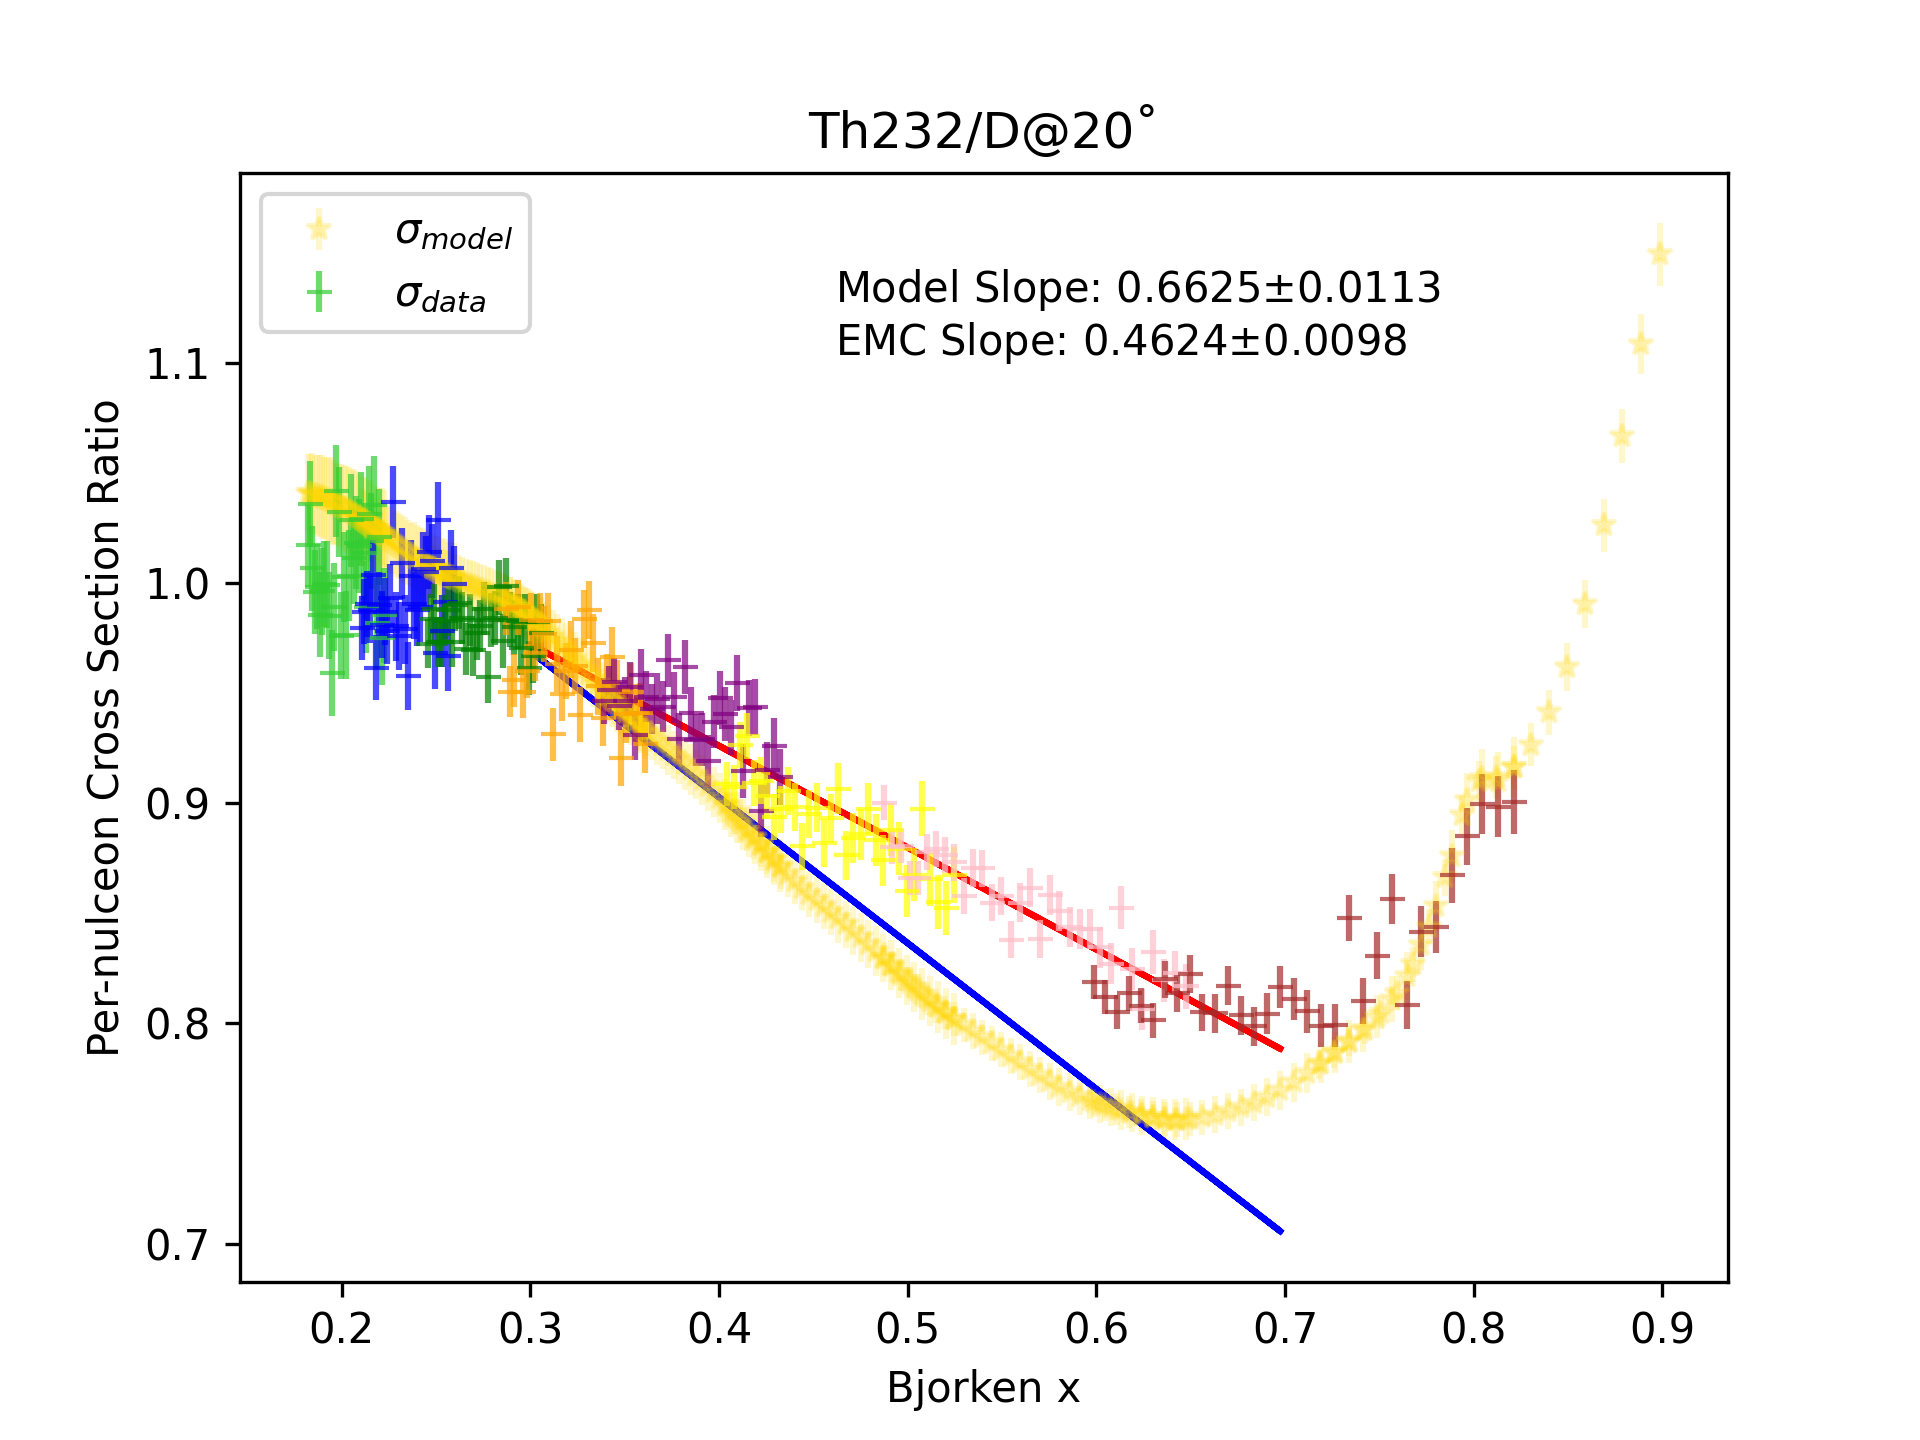 Th232/D@20˚
σmodel
σdata
Model Slope: 0.6625±0.0113
EMC Slope: 0.4624±0.0098
Per-nulceon Cross Section Ratio
1.1
1.0
0.9
0.8
0.7
0.2 0.3 0.4 0.5 0.6 0.7 0.8 0.9
Bjorken x